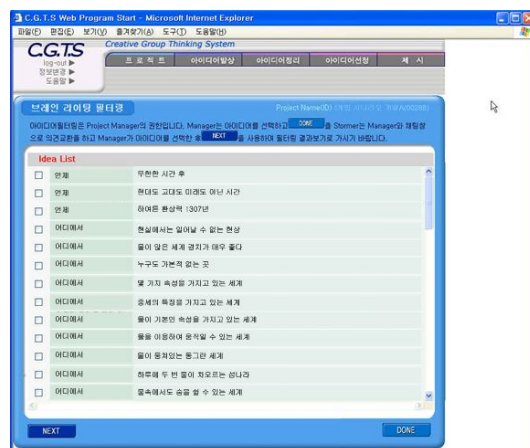 C.G.T.S Web Program Start - Microsoft Internet Explorer
파일(F) 편집(E) 보기(V) 즐겨찾기(A) 도구(T) 도움말(H)
C.G.T.S
Creative Group Thinking System
log-out ▶
정보변경 ▶
도움말 ▶
프로젝트 아이디어발상 아이디어정리 아이디어선정 제 시
브레인 라이팅 필터링
Project Name(ID)
아이디어필터링은 Project Manager의 권한입니다. Manager는 아이디어를 선택하고 DONE 을 Stormer는 Manager와 채팅창
으로 의견교환을 하고 Manager가 아이디어를 선택한 후 NEXT 을 사용하여 필터링 결과보기로 가시기 바랍니다.
Idea List
언제 무한한 시간 후
언제 현대도 고대도 미래도 아닌 시간
언제 하여튼 환상력 1307년
어디에서 현실에서는 일어날 수 없는 현상
어디에서 물이 많은 세계 경치가 매우 좋다
어디에서 누구도 가본적 없는 곳
어디에서 몇 가지 속성을 가지고 있는 세계
어디에서 중세의 특징을 가지고 있는 세계
어디에서 물이 기본인 속성을 가지고 있는 세계
어디에서 물을 이용하여 움직일 수 있는 세계
어디에서 물이 뭉쳐있는 동그란 세계
어디에서 하루에 두 번 물이 차오르는 섬나라
어디에서 물속에서도 숨을 쉴 수 있는 세계
NEXT DONE